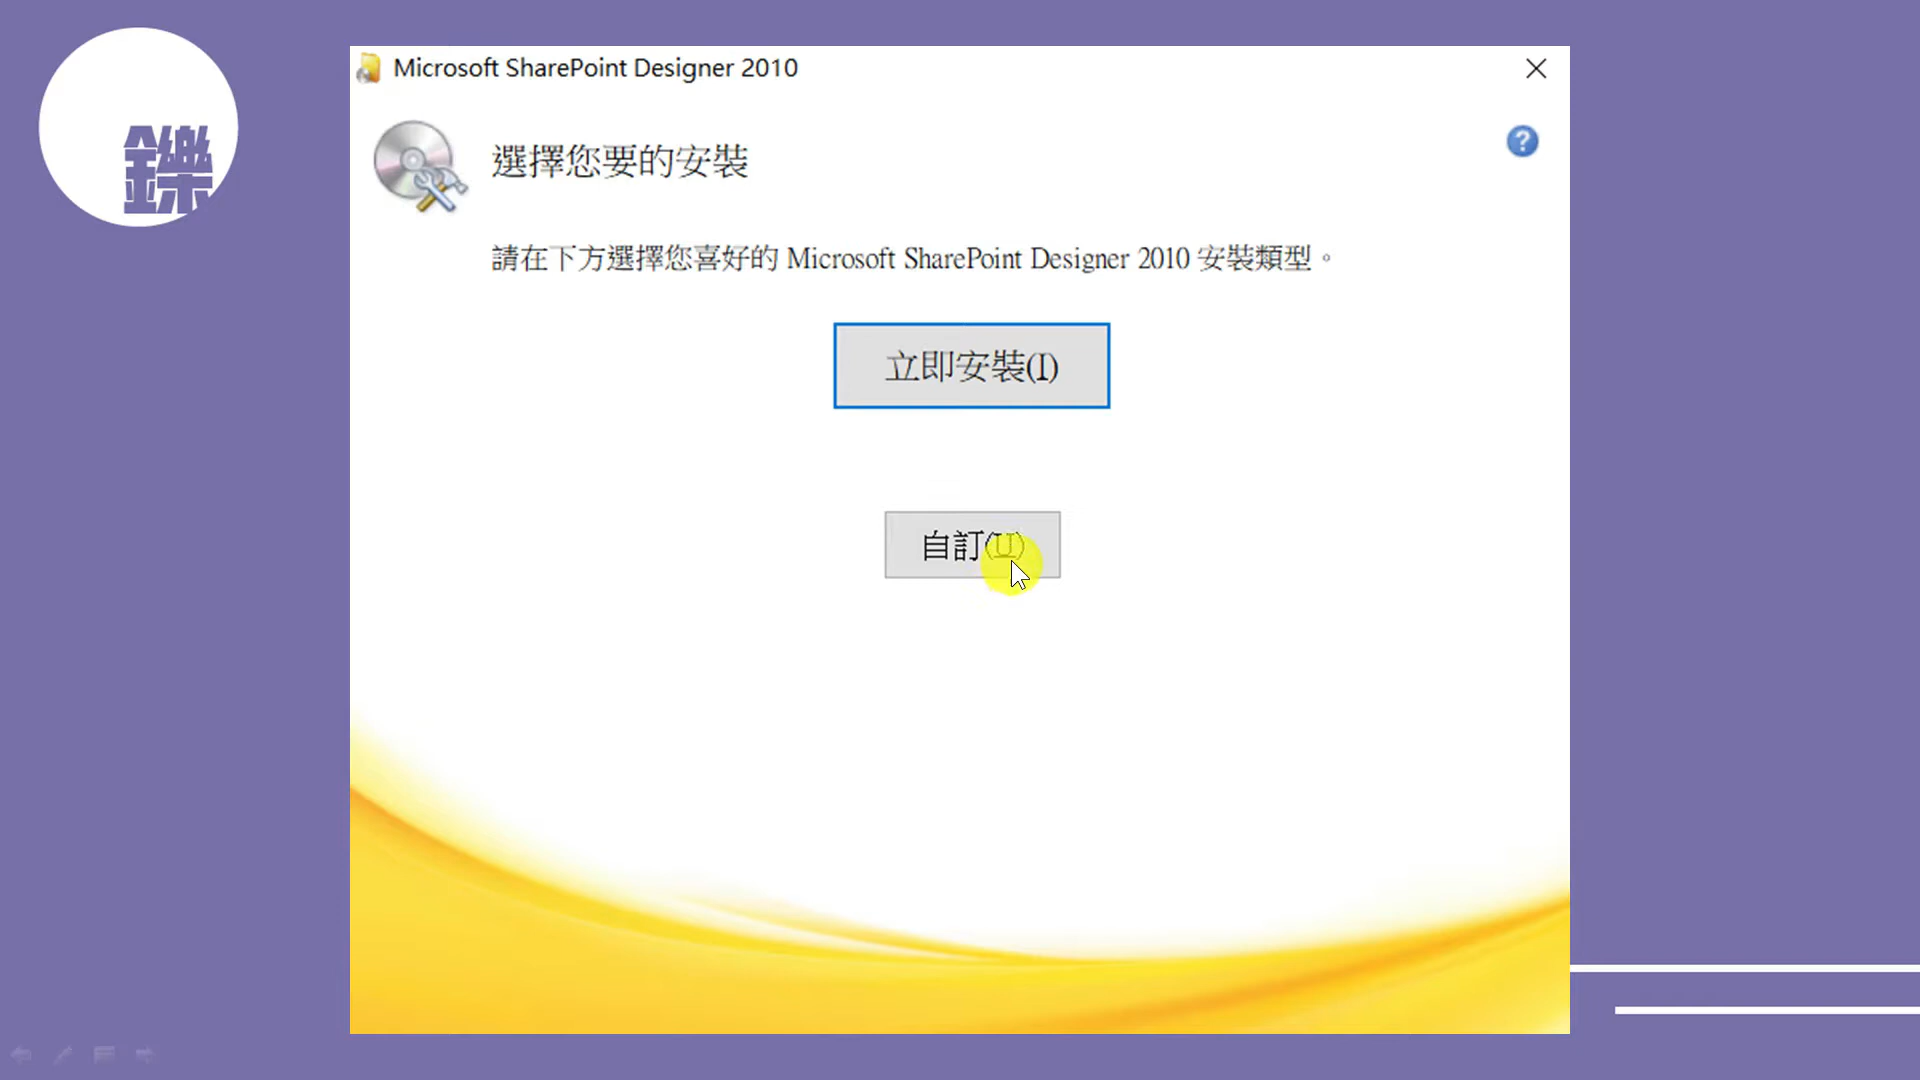 鑠
Microsoft SharePoint Designer 2010
選擇您要的安裝
請在下方選擇您喜好的 Microsoft SharePoint Designer 2010 安裝類型。
立即安裝(I)
自訂(U)